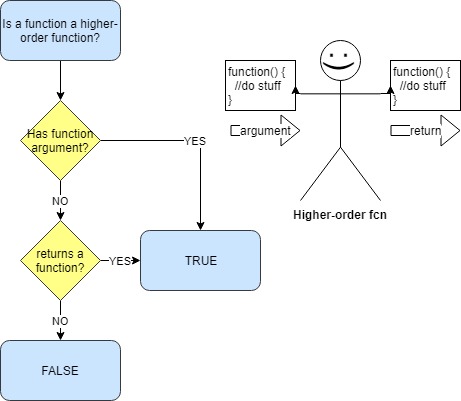 Is a function a higher-
order function?
Has function
argument?
YES
NO
returns a
function?
YES
TRUE
NO
FALSE
function() {
//do stuff
}
argument
function() {
//do stuff
}
return
Higher-order fcn